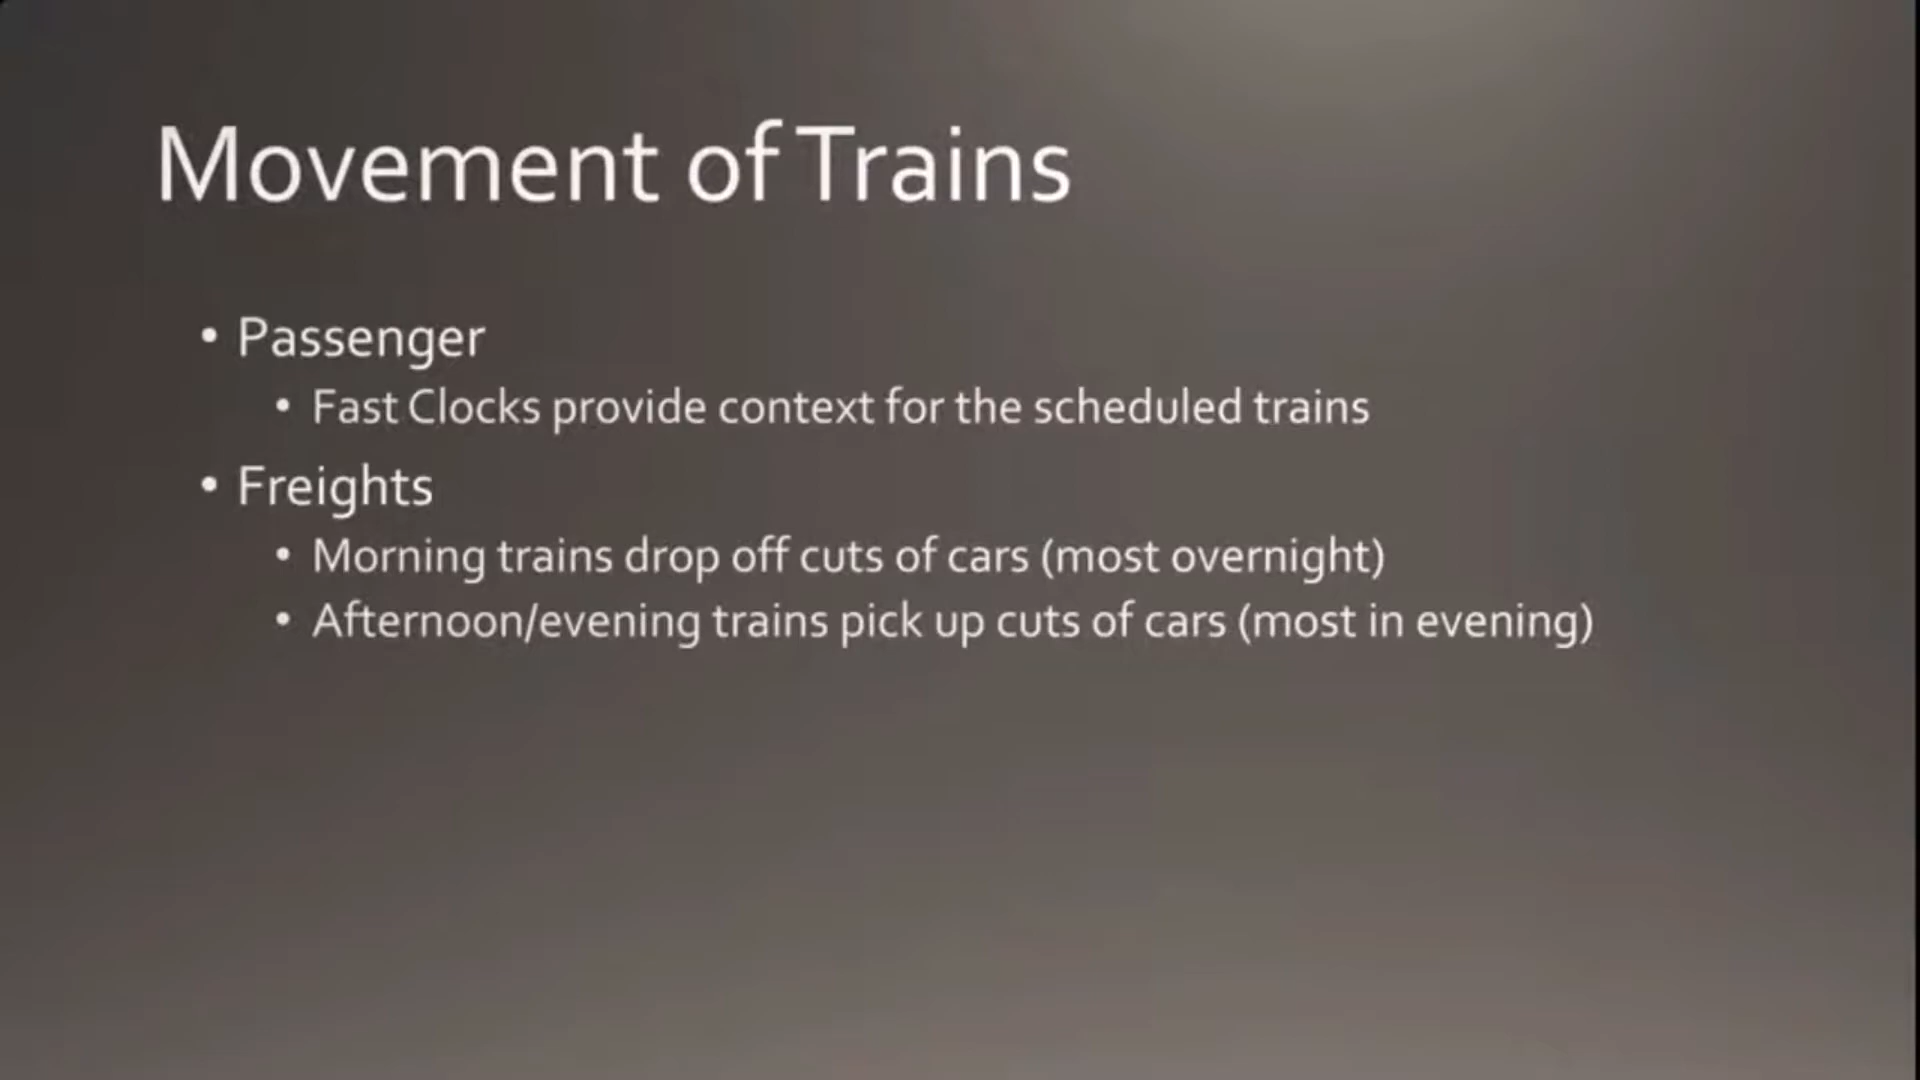 Movement of Trains
• Passenger
• Fast Clocks provide context for the scheduled trains
• Freights
• Morning trains drop off cuts of cars (most overnight)
• Afternoon/evening trains pick up cuts of cars (most in evening)